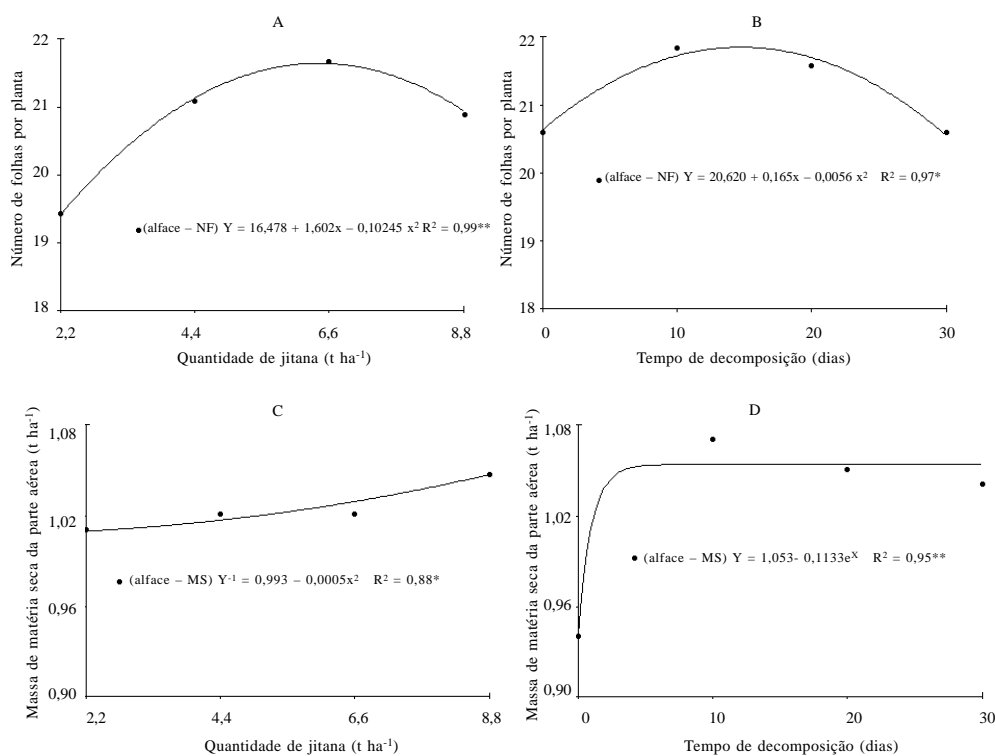 A
Número de folhas por planta
22
21
20
19
18
(alface – NF) Y = 16,478 + 1,602x – 0,10245 x² R² = 0,99**
2,2
4,4
6,6
8,8
Quantidade de jitana (t ha⁻¹)
B
Número de folhas por planta
22
21
20
19
18
(alface – NF) Y = 20,620 + 0,165x – 0,0056 x² R² = 0,97*
0
10
20
30
Tempo de decomposição (dias)
C
Massa de matéria seca da parte aérea (t ha⁻¹)
1,08
1,02
0,96
0,90
(alface – MS) Y⁻¹ = 0,993 – 0,0005x² R² = 0,88*
2,2
4,4
6,6
8,8
Quantidade de jitana (t ha⁻¹)
D
Massa de matéria seca da parte aérea (t ha⁻¹)
1,08
1,02
0,96
0,90
(alface – MS) Y = 1,053- 0,1133eˣ R² = 0,95**
0
10
20
30
Tempo de decomposição (dias)